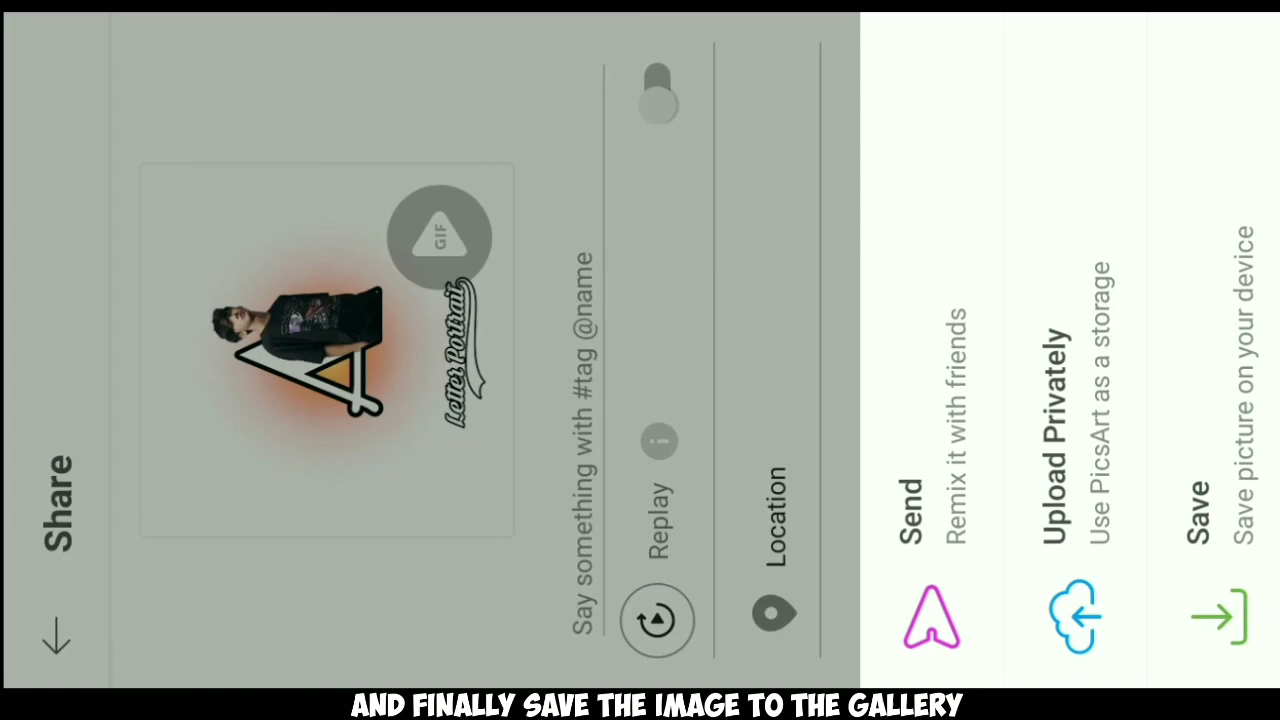 Share
GIF
Letter Portrait
Say something with #tag @name
Replay
Location
Send
Remix it with friends
Upload Privately
Use PicsArt as a storage
Save
Save picture on your device
AND FINALLY SAVE THE IMAGE TO THE GALLERY